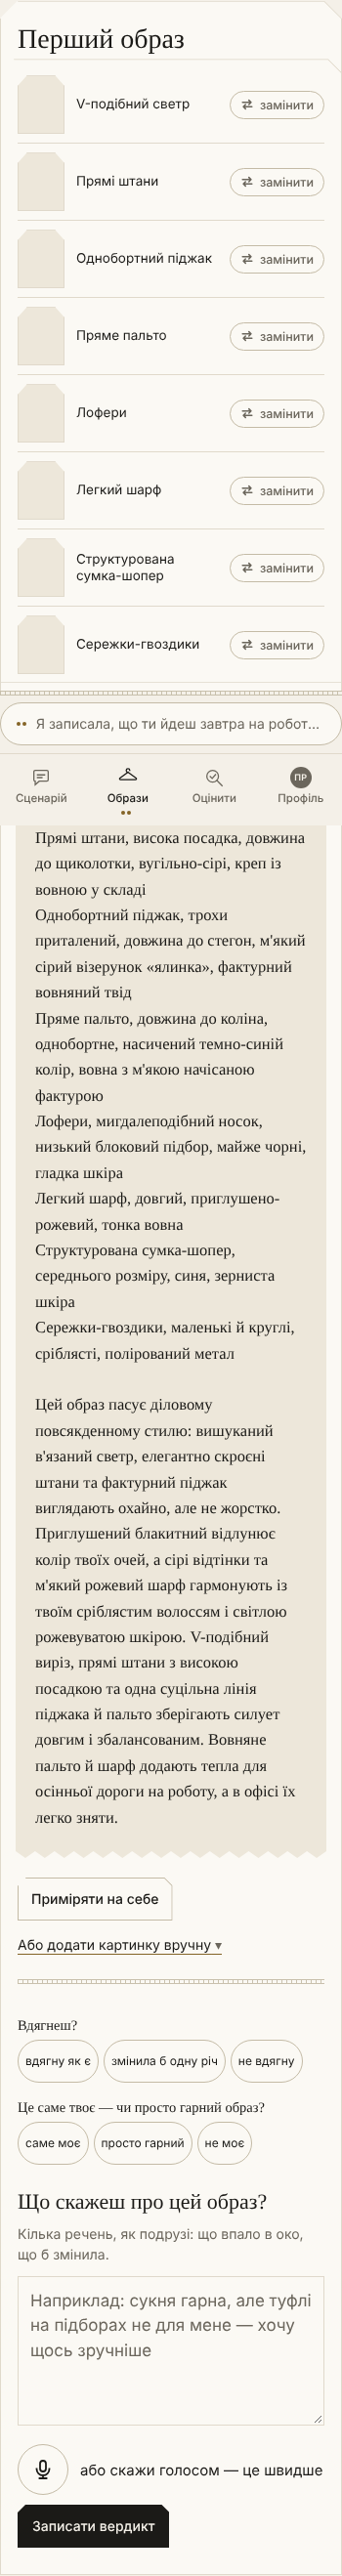 Перший образ
V-подібний светр
замінити
Прямі штани
замінити
Однобортний піджак
замінити
Пряме пальто
замінити
Лофери
замінити
Легкий шарф
замінити
Структурована
сумка-шопер
замінити
Сережки-гвоздики
замінити
Я записала, що ти йдеш завтра на робот...
Сценарій
Образи
Оцінити
ПР
Профіль
Прямі штани, висока посадка, довжина
до щиколотки, вугільно-сірі, креп із
вовною у складі
Однобортний піджак, трохи
приталений, довжина до стегон, м'який
сірий візерунок «ялинка», фактурний
вовняний твід
Пряме пальто, довжина до коліна,
однобортне, насичений темно-синій
колір, вовна з м'якою начісаною
фактурою
Лофери, мигдалеподібний носок,
низький блоковий підбор, майже чорні,
гладка шкіра
Легкий шарф, довгий, приглушено-
рожевий, тонка вовна
Структурована сумка-шопер,
середнього розміру, синя, зерниста
шкіра
Сережки-гвоздики, маленькі й круглі,
сріблясті, полірований метал
Цей образ пасує діловому
повсякденному стилю: вишуканий
в'язаний светр, елегантно скроєні
штани та фактурний піджак
виглядають охайно, але не жорстко.
Приглушений блакитний відлунює
колір твоїх очей, а сірі відтінки та
м'який рожевий шарф гармонують із
твоїм сріблястим волоссям і світлою
рожевуватою шкірою. V-подібний
виріз, прямі штани з високою
посадкою та одна суцільна лінія
піджака й пальто зберігають силует
довгим і збалансованим. Вовняне
пальто й шарф додають тепла для
осінньої дороги на роботу, а в офісі їх
легко зняти.
Приміряти на себе
Або додати картинку вручну ▾
Вдягнеш?
вдягну як є
змінила б одну річ
не вдягну
Це саме твоє — чи просто гарний образ?
саме моє
просто гарний
не моє
Що скажеш про цей образ?
Кілька речень, як подрузі: що впало в око,
що б змінила.
Наприклад: сукня гарна, але туфлі
на підборах не для мене — хочу
щось зручніше
або скажи голосом — це швидше
Записати вердикт